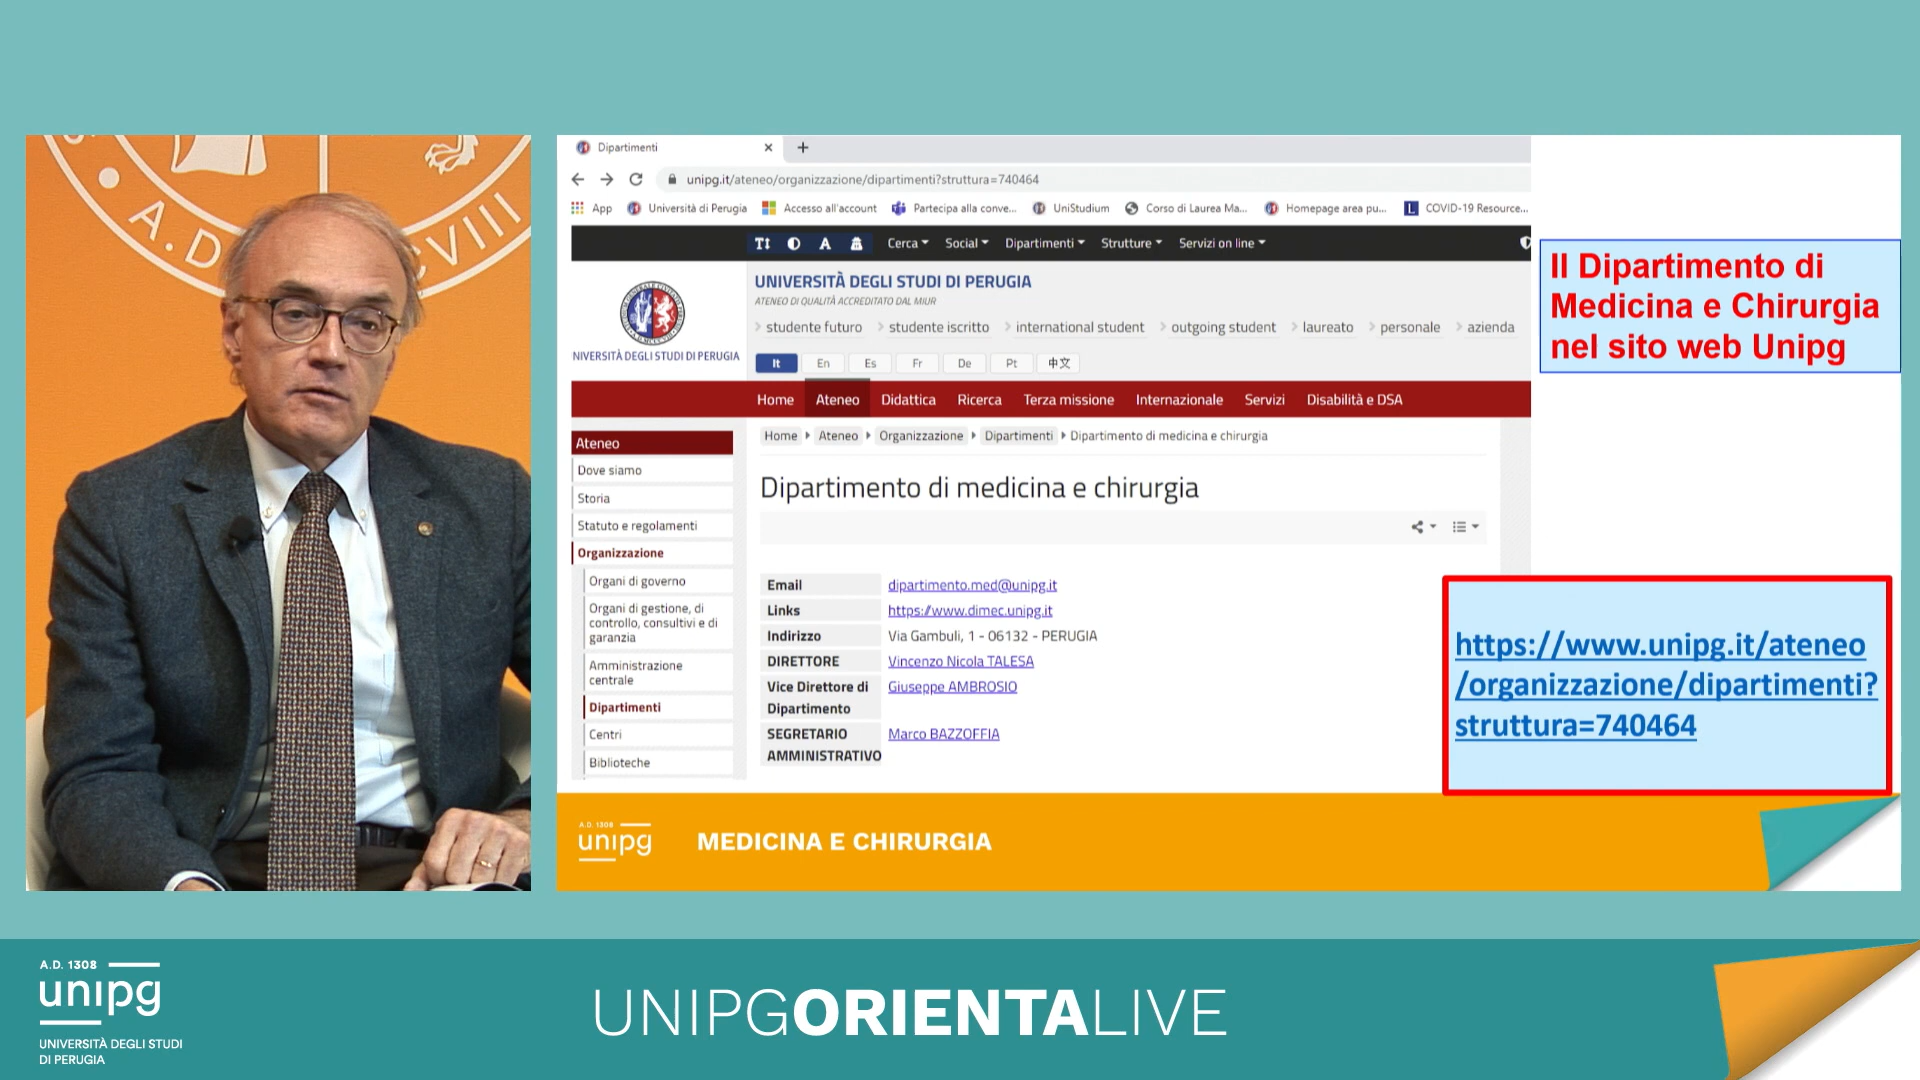 A.D
CVIII
Dipartimenti
unipg.it/ateneo/organizzazione/dipartimenti?struttura=740464
App Università di Perugia Accesso all'account Partecipa alla conve... UniStudium Corso di Laurea Ma... Homepage area pu... COVID-19 Resource...
Cerca Social Dipartimenti Strutture Servizi on line
NIVERSITÀ DEGLI STUDI DI PERUGIA
UNIVERSITÀ DEGLI STUDI DI PERUGIA
ATENEO DI QUALITÀ ACCREDITATO DAL MIUR
studente futuro studente iscritto international student outgoing student laureato personale azienda
It En Es Fr De Pt 中文
Home Ateneo Didattica Ricerca Terza missione Internazionale Servizi Disabilità e DSA
Ateneo
Dove siamo
Storia
Statuto e regolamenti
Organizzazione
Organi di governo
Organi di gestione, di
controllo, consultivi e di
garanzia
Amministrazione
centrale
Dipartimenti
Centri
Biblioteche
Home Ateneo Organizzazione Dipartimenti Dipartimento di medicina e chirurgia
Dipartimento di medicina e chirurgia
Email dipartimento.med@unipg.it
Links https://www.dimec.unipg.it
Indirizzo Via Gambuli, 1 - 06132 - PERUGIA
DIRETTORE Vincenzo Nicola TALESA
Vice Direttore di Giuseppe AMBROSIO
Dipartimento
SEGRETARIO Marco BAZZOFFIA
AMMINISTRATIVO
Il Dipartimento di
Medicina e Chirurgia
nel sito web Unipg
https://www.unipg.it/ateneo
/organizzazione/dipartimenti?
struttura=740464
A.D. 1308
unipg
MEDICINA E CHIRURGIA
A.D. 1308
unipg
UNIVERSITÀ DEGLI STUDI
DI PERUGIA
UNIPGORIENTALIVE